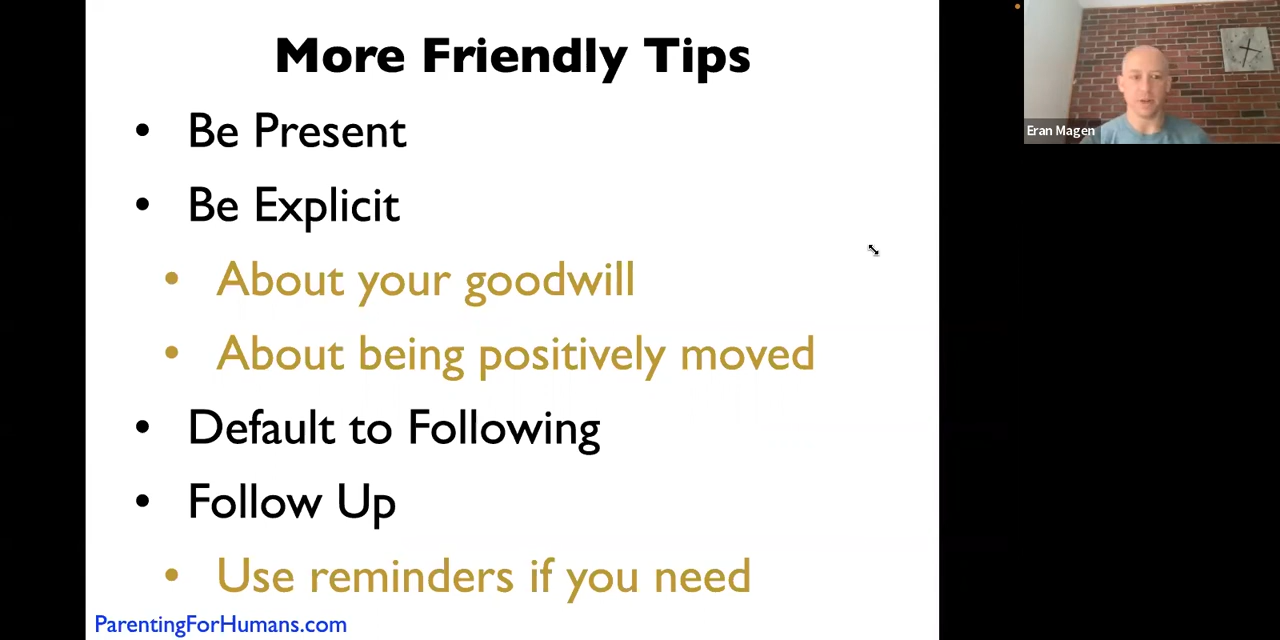 More Friendly Tips
• Be Present
• Be Explicit
• About your goodwill
• About being positively moved
• Default to Following
• Follow Up
• Use reminders if you need
ParentingForHumans.com
Eran Magen